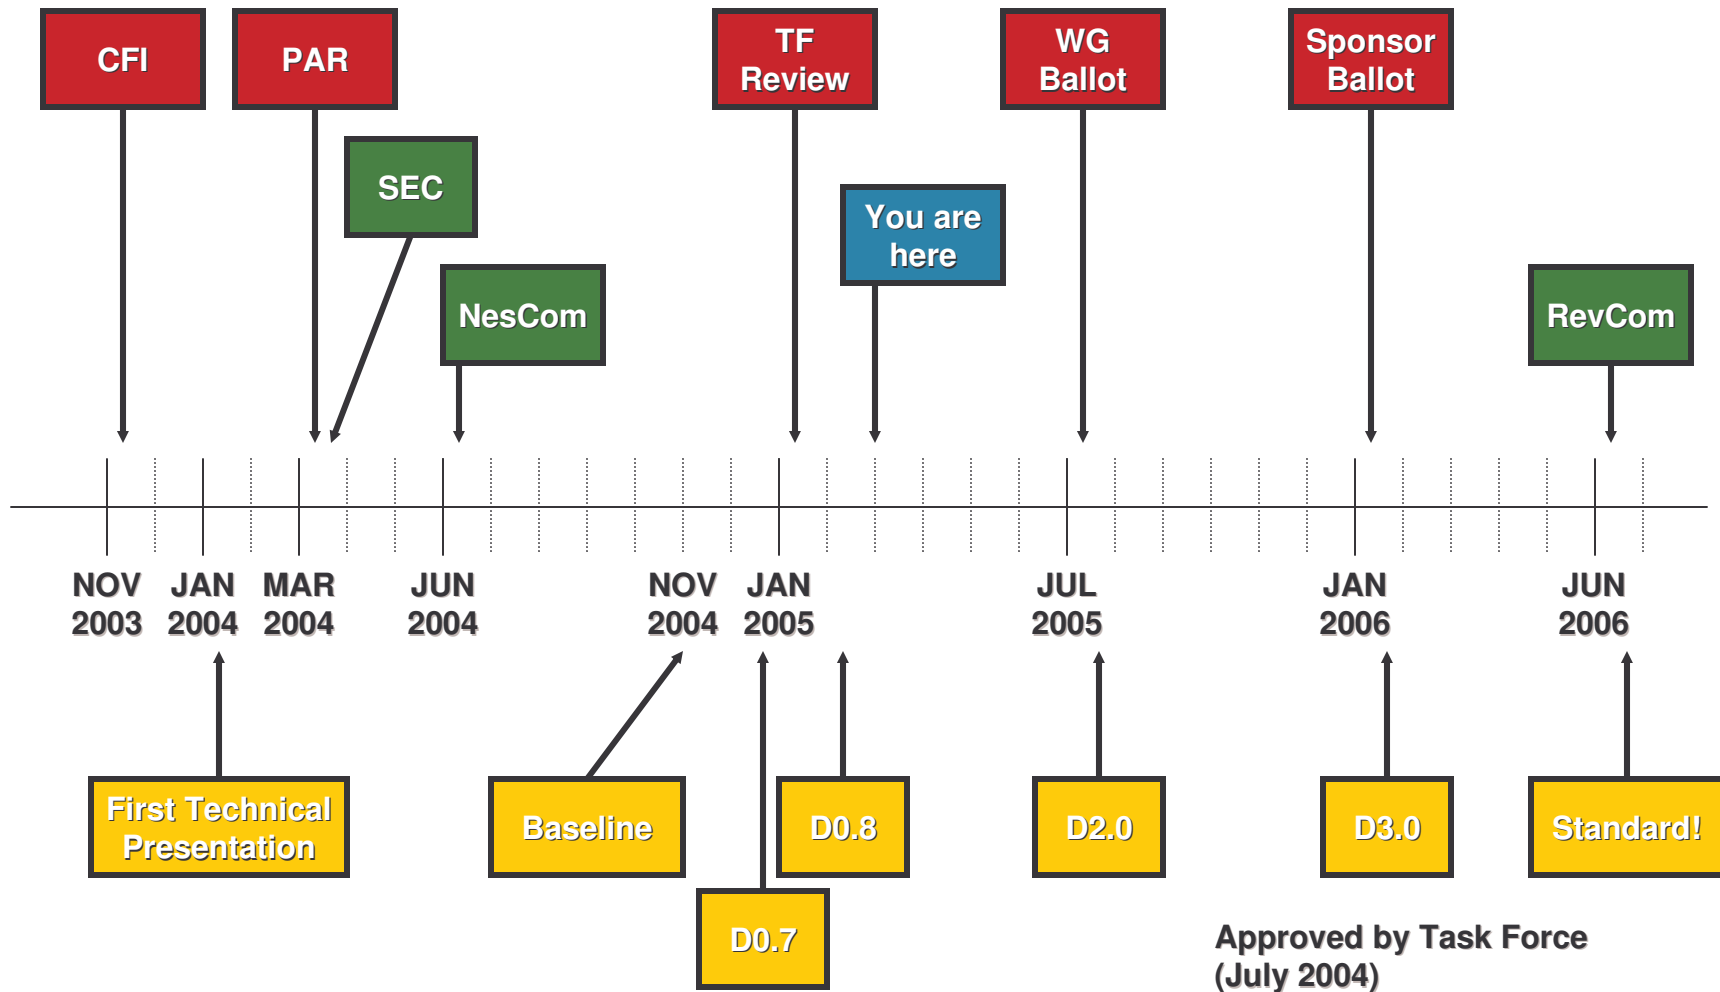 CFI
PAR
TF
Review
WG
Ballot
Sponsor
Ballot
SEC
You are
here
NesCom
RevCom
NOV
2003
JAN
2004
MAR
2004
JUN
2004
NOV
2004
JAN
2005
JUL
2005
JAN
2006
JUN
2006
First Technical
Presentation
Baseline
D0.8
D2.0
D3.0
Standard!
D0.7
Approved by Task Force
(July 2004)